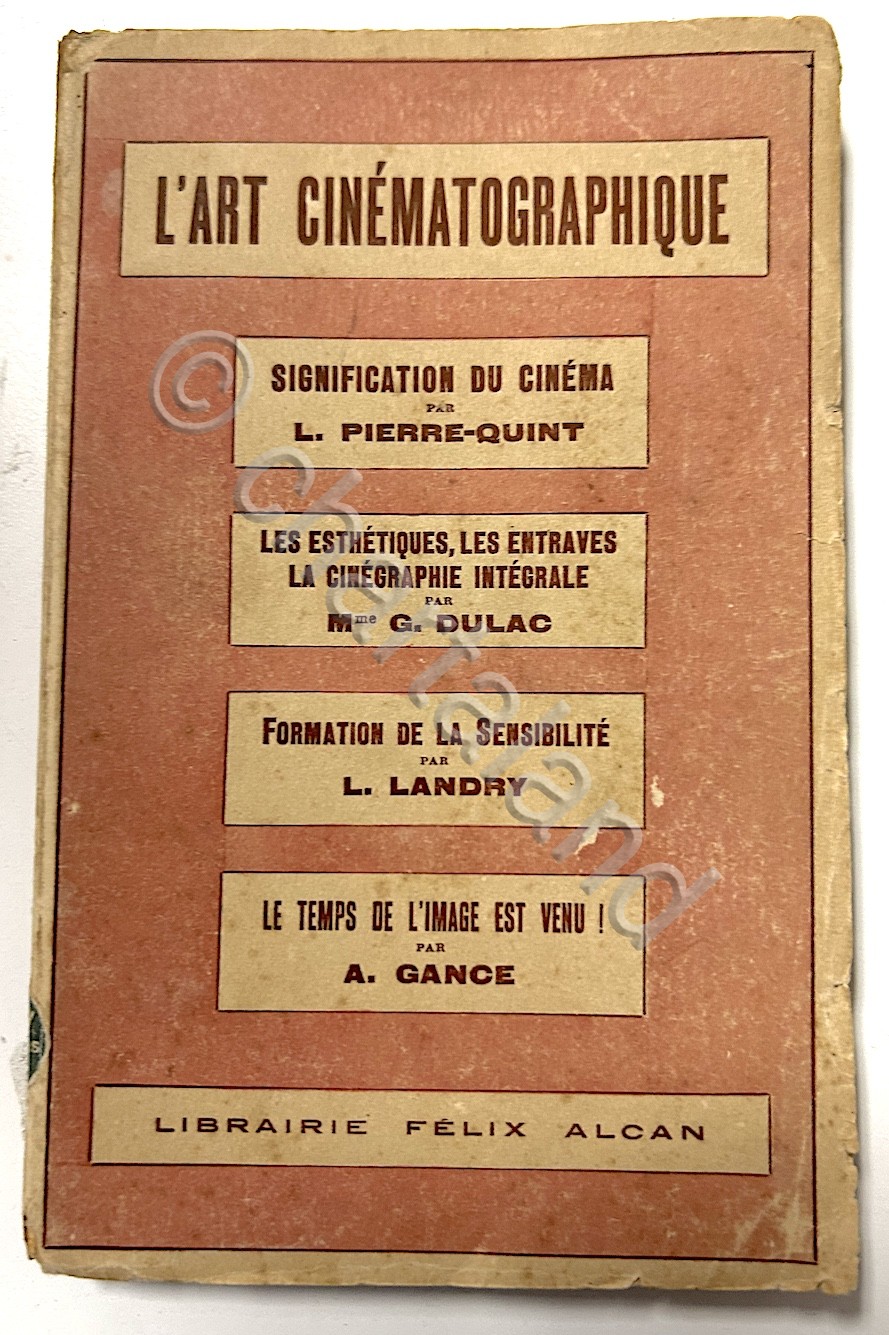 L'ART CINÉMATOGRAPHIQUE
SIGNIFICATION DU CINÉMA
PAR
L. PIERRE-QUINT
LES ESTHÉTIQUES, LES ENTRAVES
LA CINÉGRAPHIE INTÉGRALE
PAR
Mme G. DULAC
FORMATION DE LA SENSIBILITÉ
PAR
L. LANDRY
LE TEMPS DE L'IMAGE EST VENU !
PAR
A. GANCE
LIBRAIRIE FÉLIX ALCAN
© chertaland